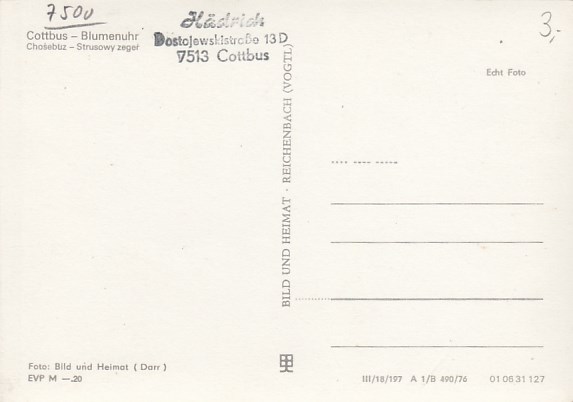 7500
Cottbus – Blumenuhr
Chośebuz – Strusowy zeger
Hädrich
Dostojewskistraße 13 D
7513 Cottbus
3,-
Echt Foto
BILD UND HEIMAT · REICHENBACH (VOGTL)
Foto: Bild und Heimat ( Darr )
EVP M —.20
III/18/197 A 1/B 490/76 01 06 31 127